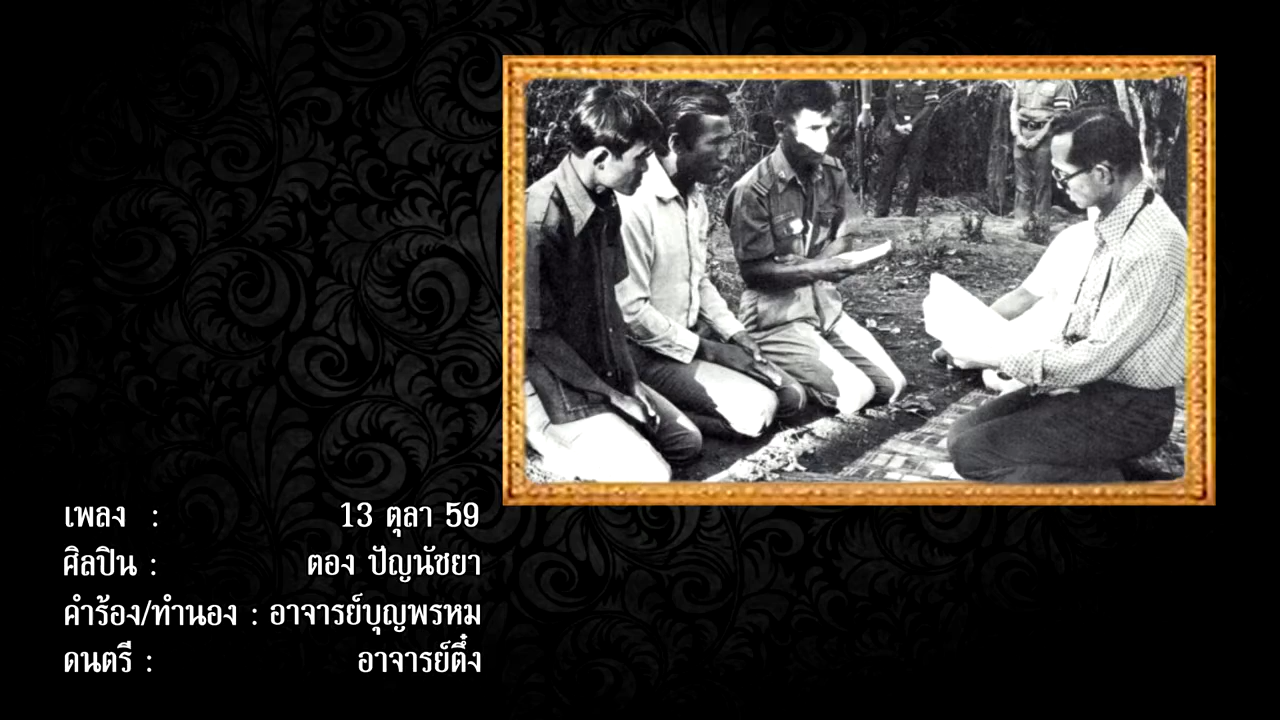 เพลง : 13 ตุลา 59
ศิลปิน : ตอง ปัญนัชยา
คำร้อง/ทำนอง : อาจารย์บุญพรหม
ดนตรี : อาจารย์ตึ๋ง